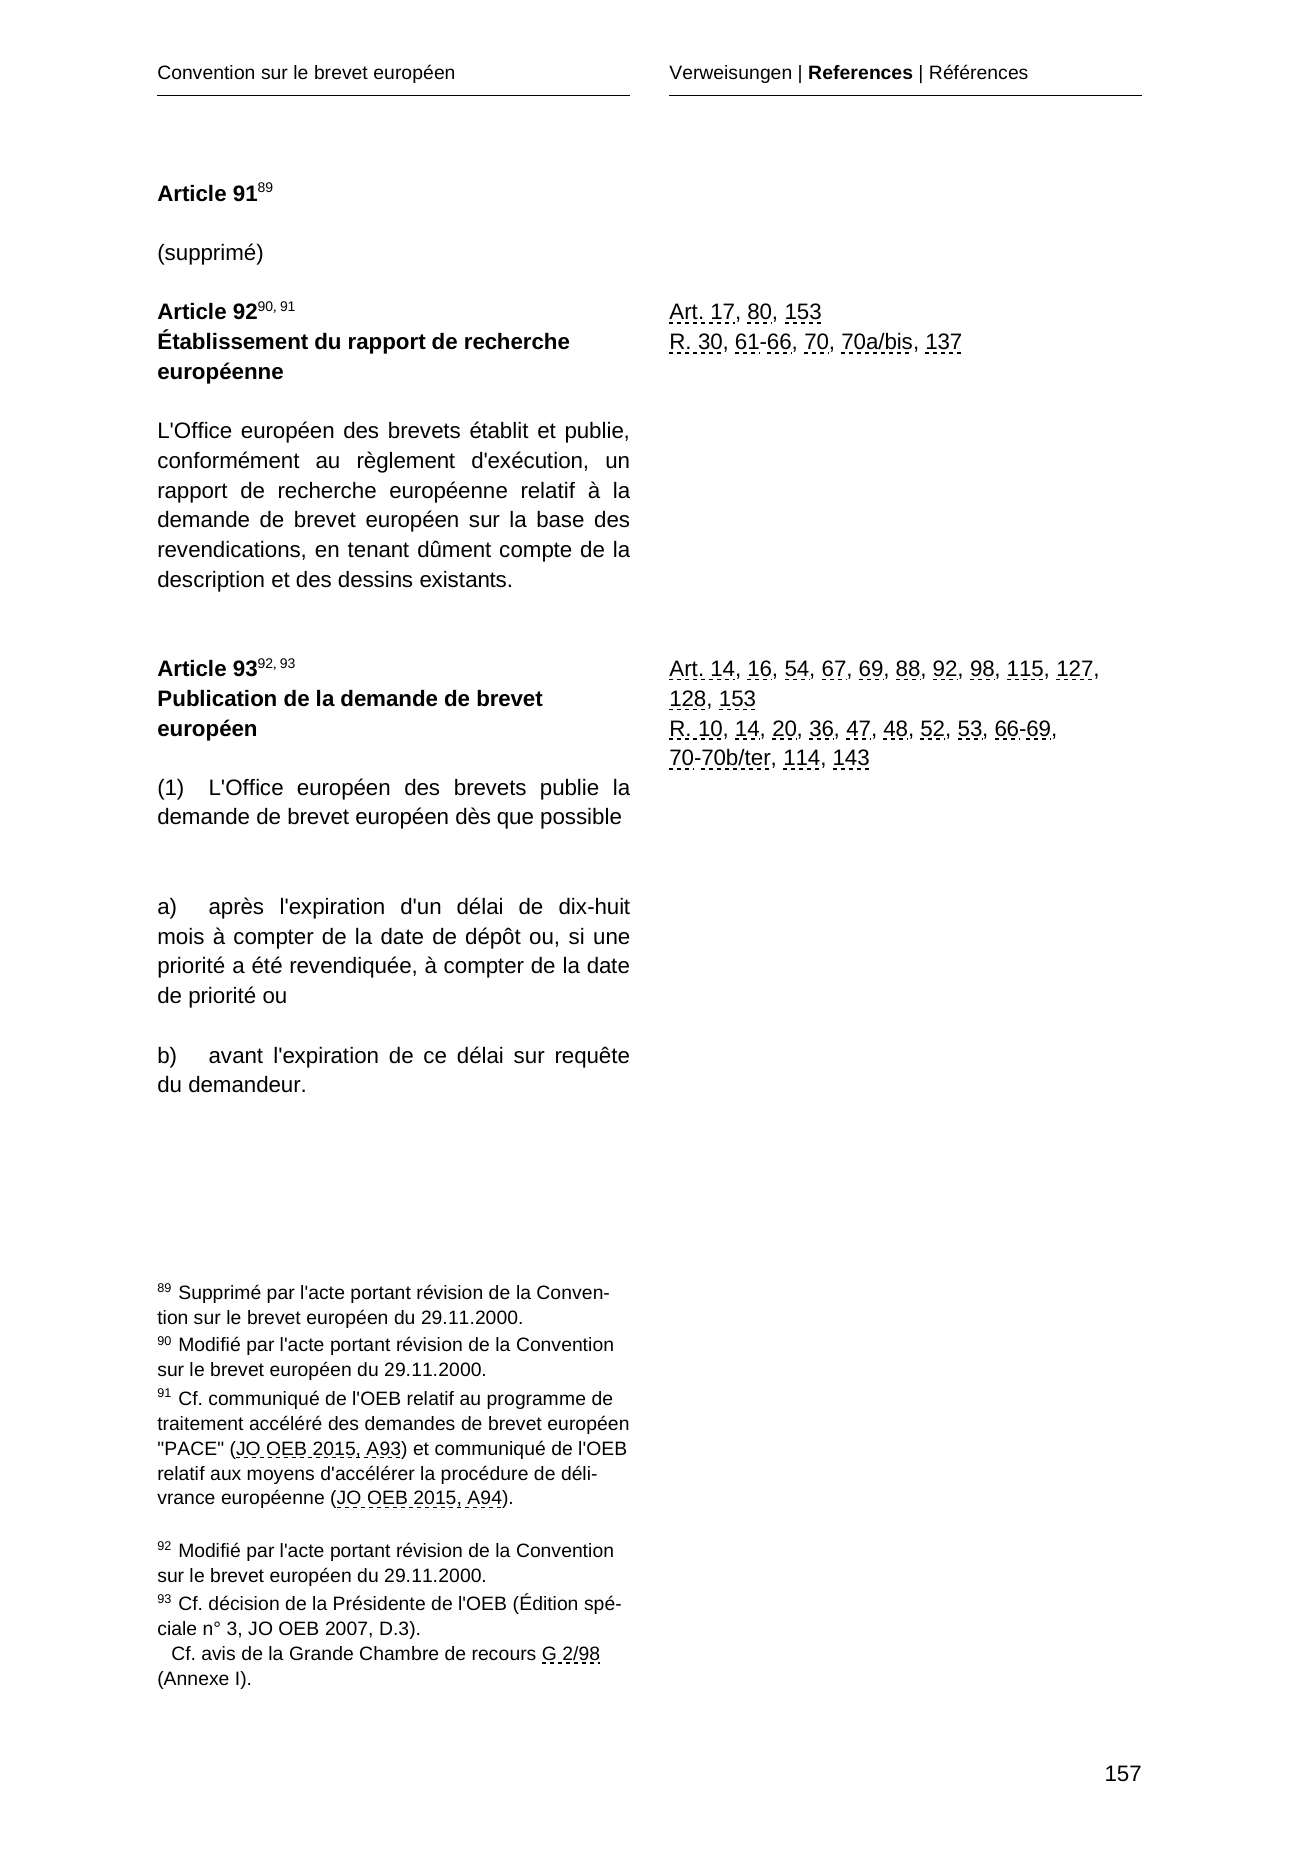 Convention sur le brevet européen
Verweisungen | References | Références
Article 91⁸⁹
(supprimé)
Article 92⁹⁰, ⁹¹
Établissement du rapport de recherche
européenne
Art. 17, 80, 153
R. 30, 61-66, 70, 70a/bis, 137
L'Office européen des brevets établit et publie,
conformément au règlement d'exécution, un
rapport de recherche européenne relatif à la
demande de brevet européen sur la base des
revendications, en tenant dûment compte de la
description et des dessins existants.
Article 93⁹², ⁹³
Publication de la demande de brevet
européen
Art. 14, 16, 54, 67, 69, 88, 92, 98, 115, 127,
128, 153
R. 10, 14, 20, 36, 47, 48, 52, 53, 66-69,
70-70b/ter, 114, 143
(1) L'Office européen des brevets publie la
demande de brevet européen dès que possible
a) après l'expiration d'un délai de dix-huit
mois à compter de la date de dépôt ou, si une
priorité a été revendiquée, à compter de la date
de priorité ou
b) avant l'expiration de ce délai sur requête
du demandeur.
⁸⁹ Supprimé par l'acte portant révision de la Conven-
tion sur le brevet européen du 29.11.2000.
⁹⁰ Modifié par l'acte portant révision de la Convention
sur le brevet européen du 29.11.2000.
⁹¹ Cf. communiqué de l'OEB relatif au programme de
traitement accéléré des demandes de brevet européen
"PACE" (JO OEB 2015, A93) et communiqué de l'OEB
relatif aux moyens d'accélérer la procédure de déli-
vrance européenne (JO OEB 2015, A94).
⁹² Modifié par l'acte portant révision de la Convention
sur le brevet européen du 29.11.2000.
⁹³ Cf. décision de la Présidente de l'OEB (Édition spé-
ciale n° 3, JO OEB 2007, D.3).
Cf. avis de la Grande Chambre de recours G 2/98
(Annexe I).
157